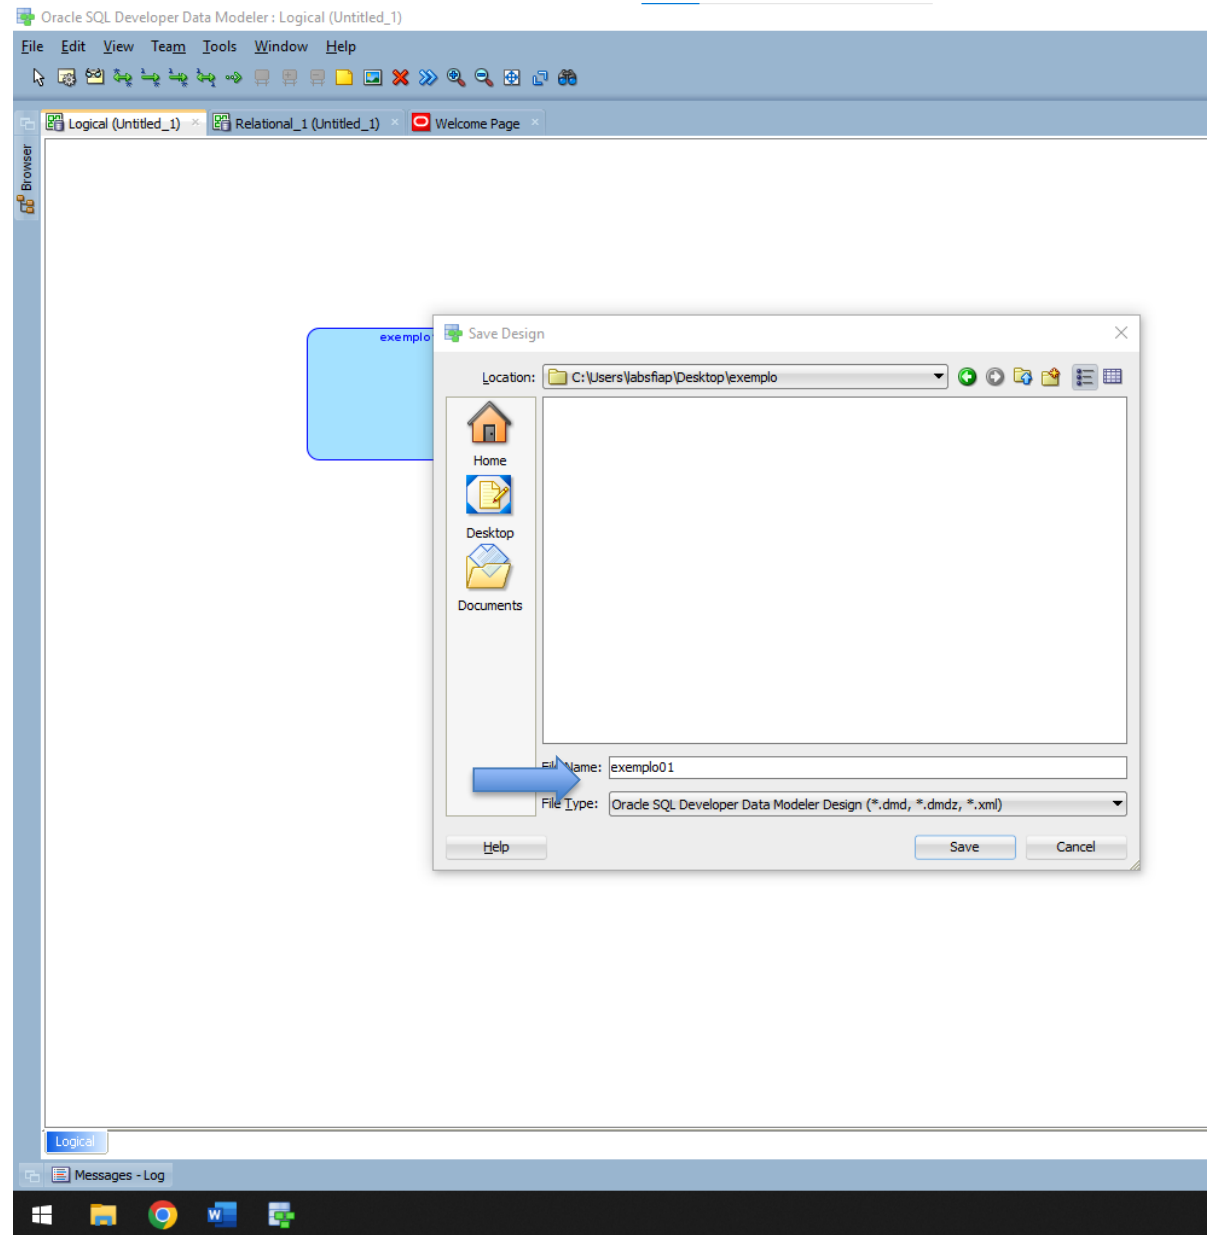 Oracle SQL Developer Data Modeler : Logical (Untitled_1)
File Edit View Team Tools Window Help
Logical (Untitled_1) Relational_1 (Untitled_1) Welcome Page
Browser
exemplo
Save Design
Location: C:\Users\labsfiap\Desktop\exemplo
Home
Desktop
Documents
File Name: exemplo01
File Type: Oracle SQL Developer Data Modeler Design (*.dmd, *.dmdz, *.xml)
Help Save Cancel
Logical
Messages - Log